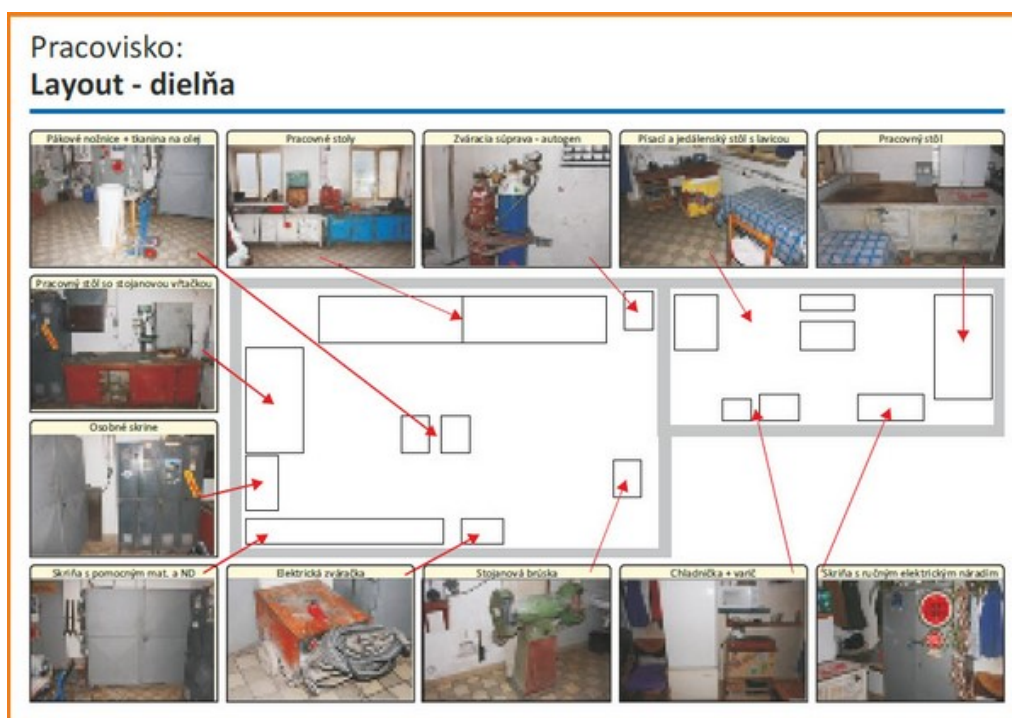 Pracovisko:
Layout - dielňa
Pákové nožnice + tkanina na olej
Pracovné stoly
Zváracia súprava - autogen
Písací a jedálenský stôl s lavicou
Pracovný stôl
Pracovný stôl so stojanovou vŕtačkou
Osobné skrine
Skriňa s pomocným mat. a ND
Elektrická zváračka
Stojanová brúska
Chladnička + varič
Skriňa s ručným elektrickým náradím